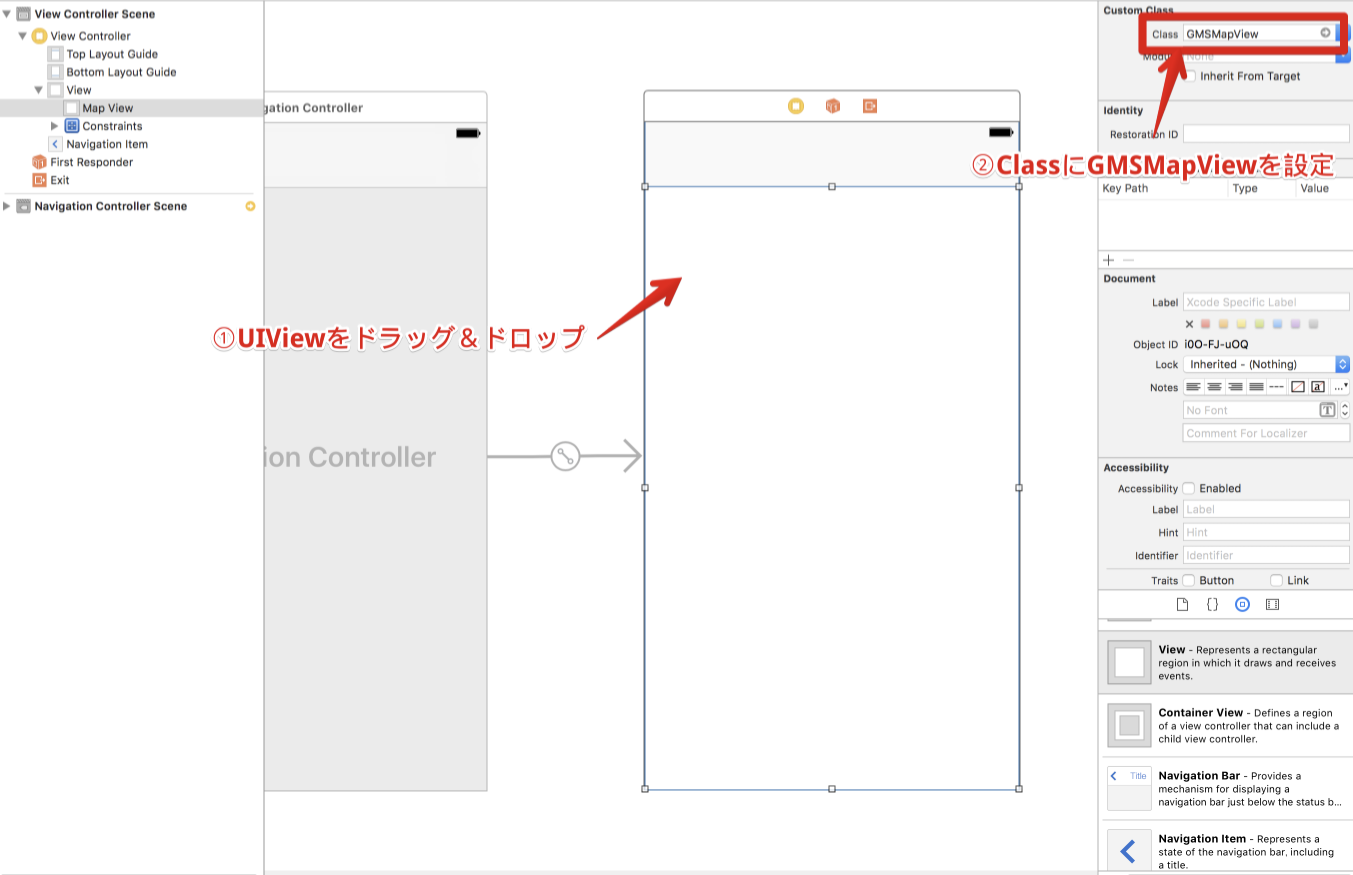 View Controller Scene
View Controller
Top Layout Guide
Bottom Layout Guide
View
Map View
Constraints
Navigation Item
First Responder
Exit
Navigation Controller Scene
gation Controller
ion Controller
①UIViewをドラッグ＆ドロップ
②ClassにGMSMapViewを設定
Custom Class
Class GMSMapView
None
Inherit From Target
Identity
Restoration ID
Key Path Type Value
Document
Label Xcode Specific Label
Object ID i0O-FJ-uOQ
Lock Inherited - (Nothing)
Notes
No Font
Comment For Localizer
Accessibility
Accessibility Enabled
Label Label
Hint Hint
Identifier Identifier
Traits Button Link
View - Represents a rectangular
region in which it draws and receives
events.
Container View - Defines a region
of a view controller that can include a
child view controller.
Title
Navigation Bar - Provides a
mechanism for displaying a
navigation bar just below the status b...
Navigation Item - Represents a
state of the navigation bar, including
a title.